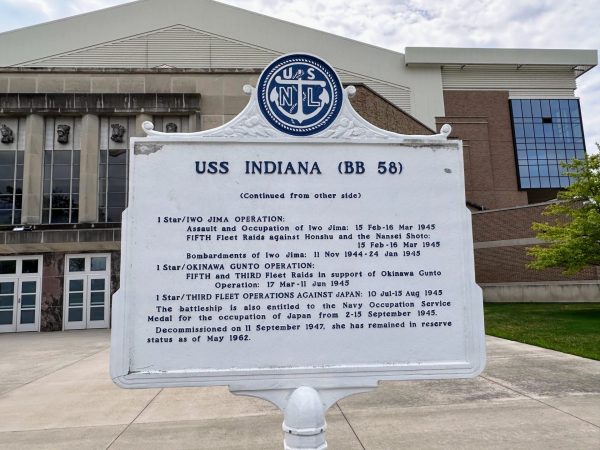 US
NL
USS INDIANA (BB 58)
(Continued from other side)
1 Star/IWO JIMA OPERATION:
Assault and Occupation of Iwo Jima: 15 Feb-16 Mar 1945
FIFTH Fleet Raids against Honshu and the Nansei Shoto:
15 Feb-16 Mar 1945
Bombardments of Iwo Jima: 11 Nov 1944-24 Jan 1945
1 Star/OKINAWA GUNTO OPERATION:
FIFTH and THIRD Fleet Raids in support of Okinawa Gunto
Operation: 17 Mar-11 Jun 1945
1 Star/THIRD FLEET OPERATIONS AGAINST JAPAN: 10 Jul-15 Aug 1945
The battleship is also entitled to the Navy Occupation Service
Medal for the occupation of Japan from 2-15 September 1945.
Decommissioned on 11 September 1947, she has remained in reserve
status as of May 1962.